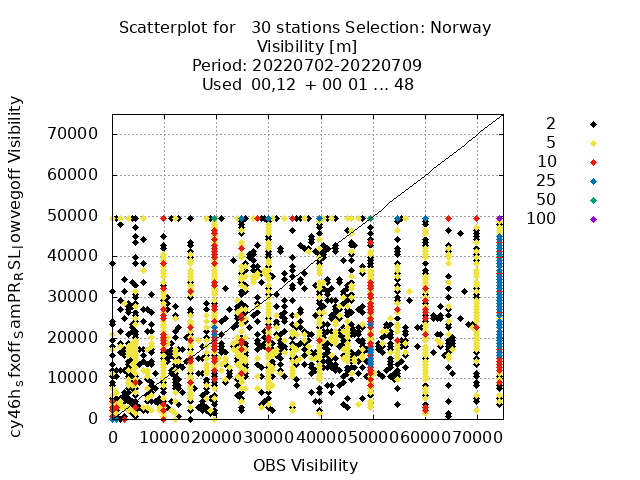 Scatterplot for 30 stations Selection: Norway
Visibility [m]
Period: 20220702-20220709
Used 00,12 + 00 01 ... 48
2
5
10
25
50
100
70000
60000
50000
40000
30000
20000
10000
0
0 10000 20000 30000 40000 50000 60000 70000
OBS Visibility
cy46h_sfxoff_samPR_RSL_lowvegoff Visibility